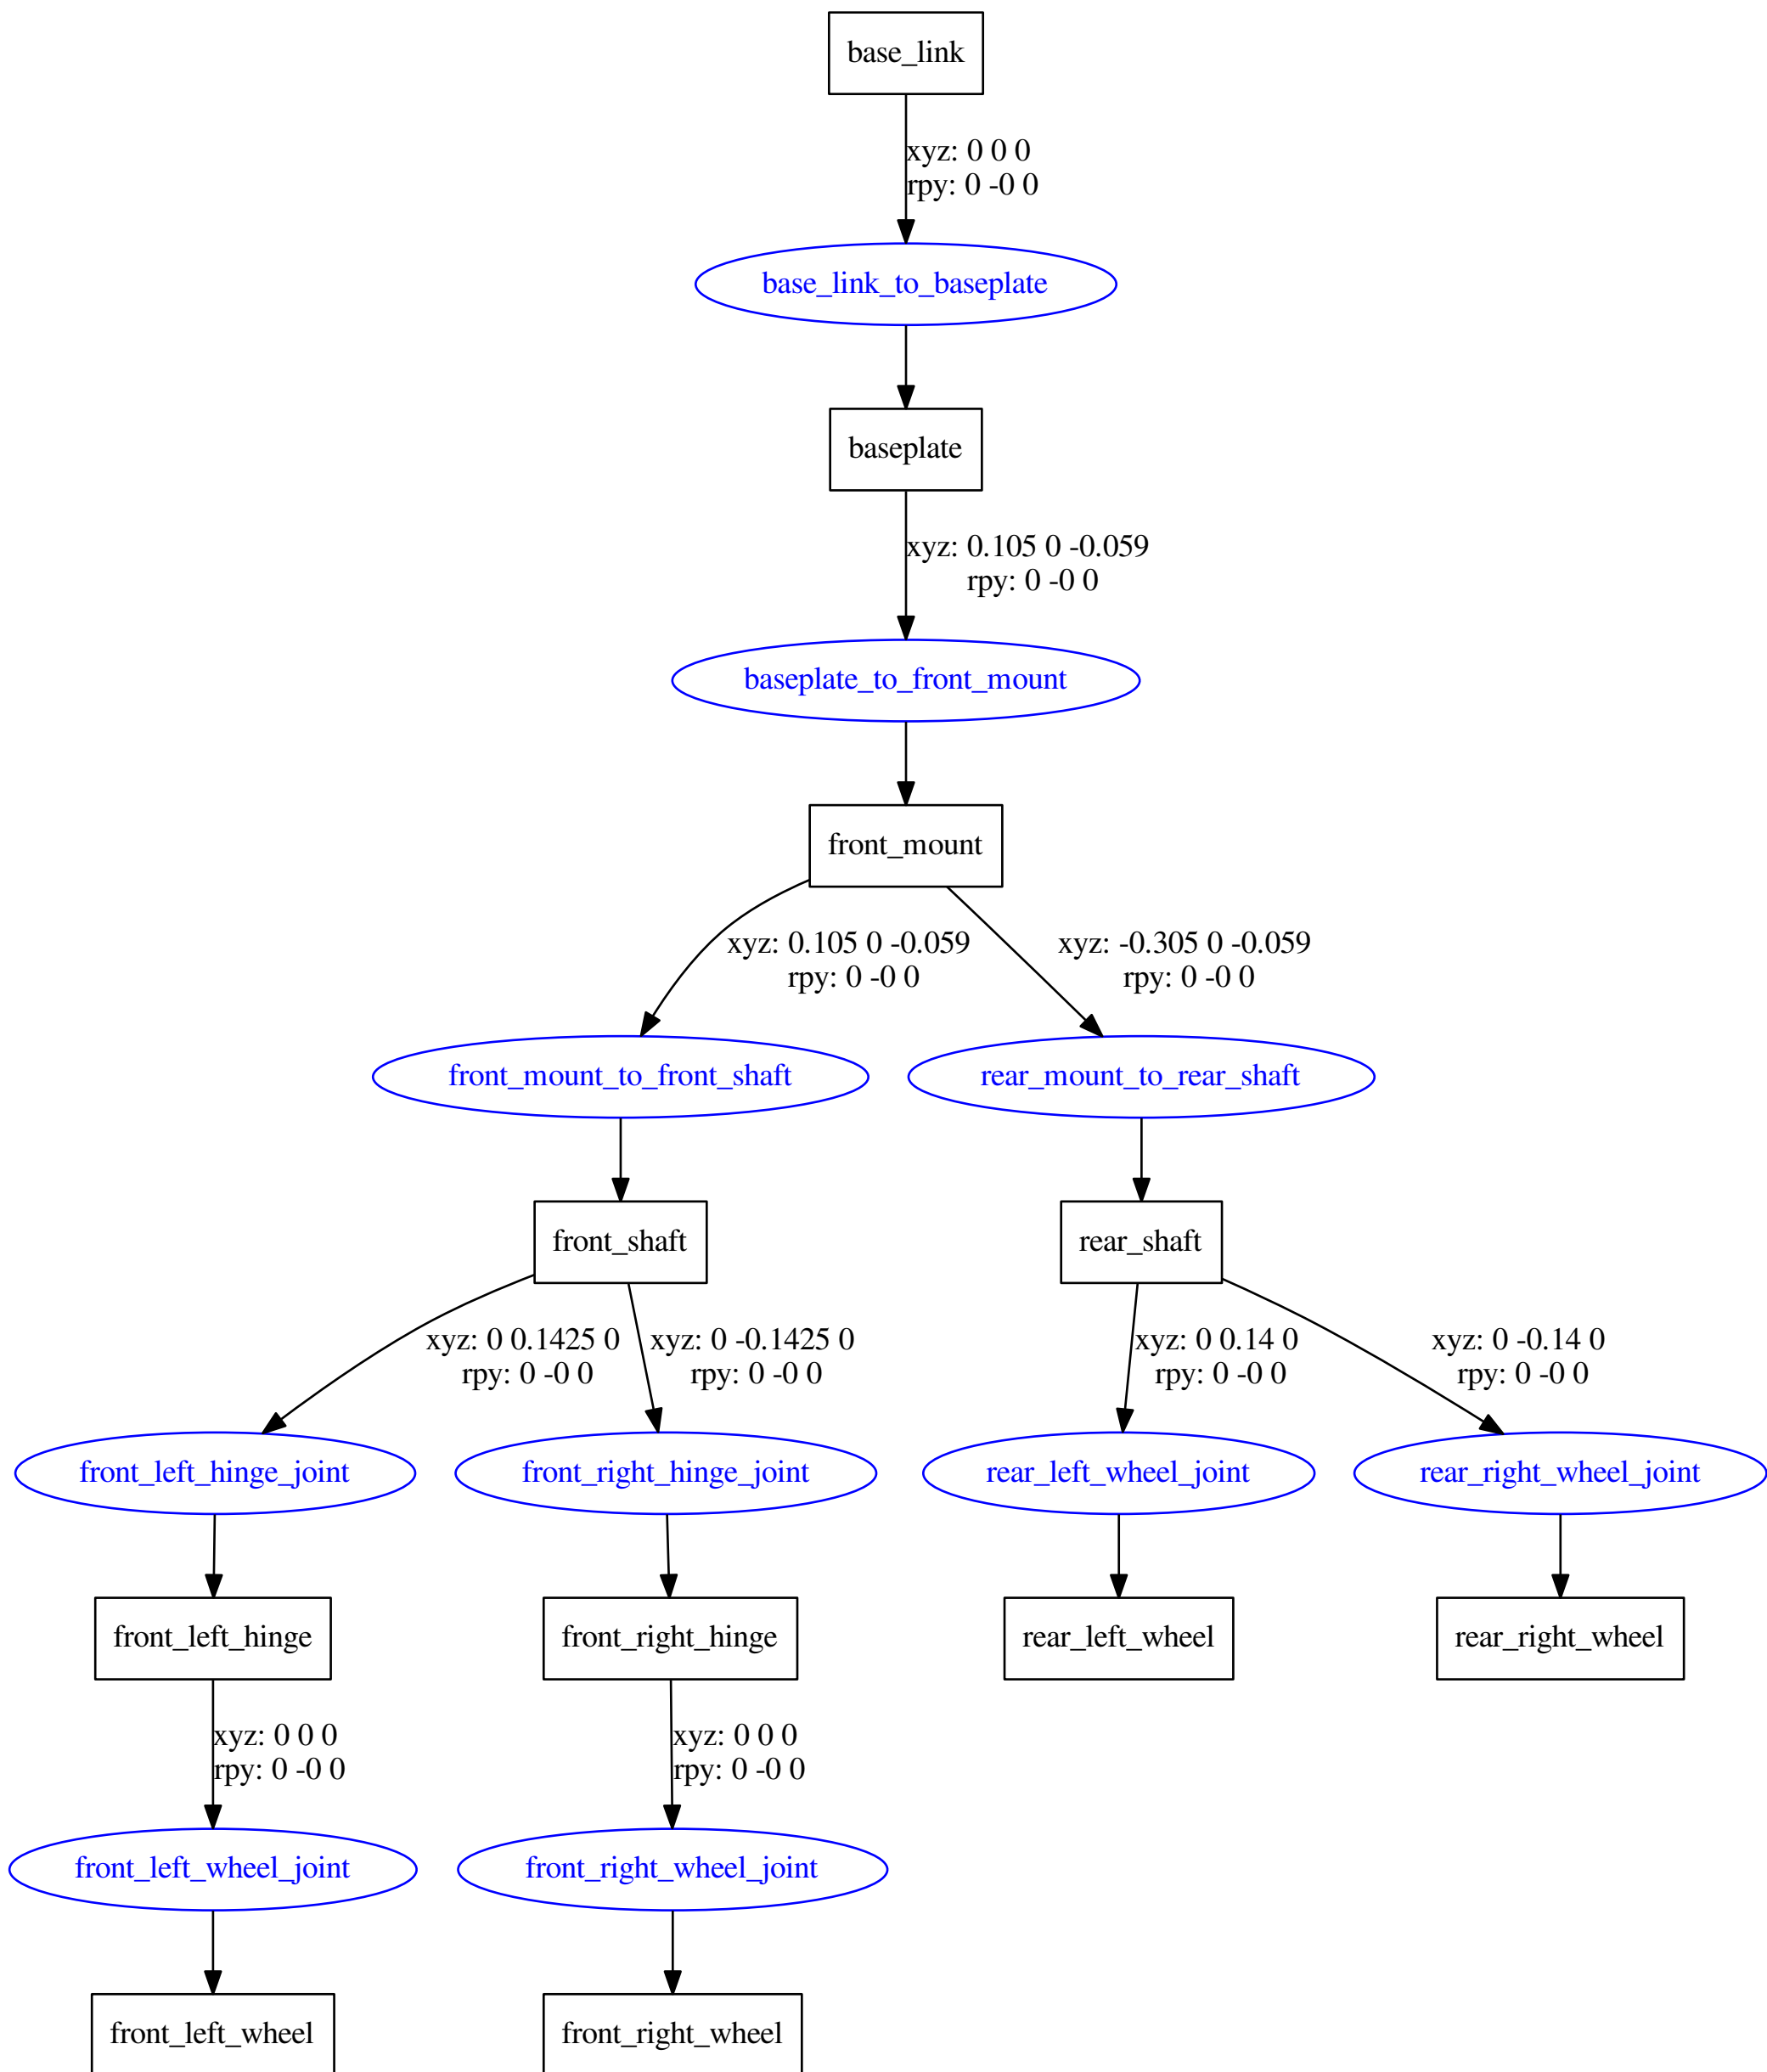 base_link
xyz: 0 0 0
rpy: 0 -0 0
base_link_to_baseplate
baseplate
xyz: 0.105 0 -0.059
rpy: 0 -0 0
baseplate_to_front_mount
front_mount
xyz: 0.105 0 -0.059
rpy: 0 -0 0
xyz: -0.305 0 -0.059
rpy: 0 -0 0
front_mount_to_front_shaft
rear_mount_to_rear_shaft
front_shaft
rear_shaft
xyz: 0 0.1425 0
rpy: 0 -0 0
xyz: 0 -0.1425 0
rpy: 0 -0 0
xyz: 0 0.14 0
rpy: 0 -0 0
xyz: 0 -0.14 0
rpy: 0 -0 0
front_left_hinge_joint
front_right_hinge_joint
rear_left_wheel_joint
rear_right_wheel_joint
front_left_hinge
front_right_hinge
rear_left_wheel
rear_right_wheel
xyz: 0 0 0
rpy: 0 -0 0
xyz: 0 0 0
rpy: 0 -0 0
front_left_wheel_joint
front_right_wheel_joint
front_left_wheel
front_right_wheel